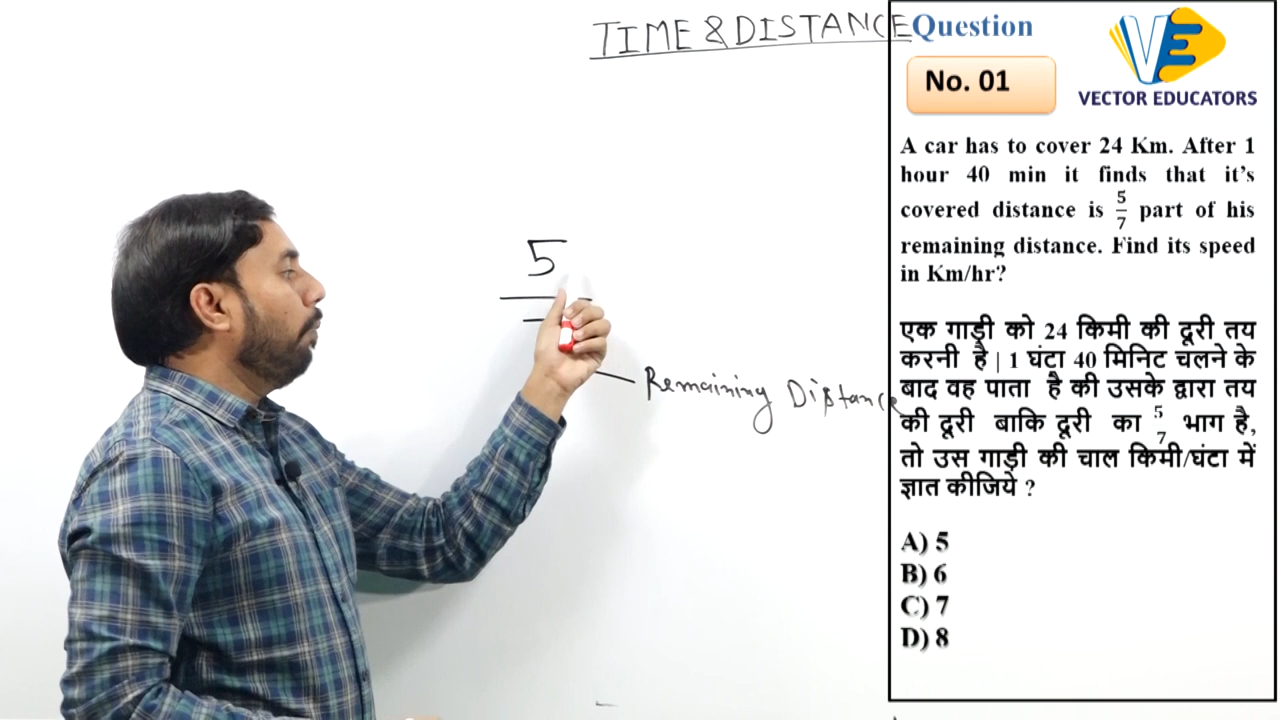 TIME & DISTANCE
5
Remaining Distance
Question
No. 01
VE
VECTOR EDUCATORS
A car has to cover 24 Km. After 1
hour 40 min it finds that it's
covered distance is 5/7 part of his
remaining distance. Find its speed
in Km/hr?
एक गाड़ी को 24 किमी की दूरी तय
करनी है | 1 घंटा 40 मिनिट चलने के
बाद वह पाता है की उसके द्वारा तय
की दूरी बाकि दूरी का 5/7 भाग है,
तो उस गाड़ी की चाल किमी/घंटा में
ज्ञात कीजिये ?
A) 5
B) 6
C) 7
D) 8